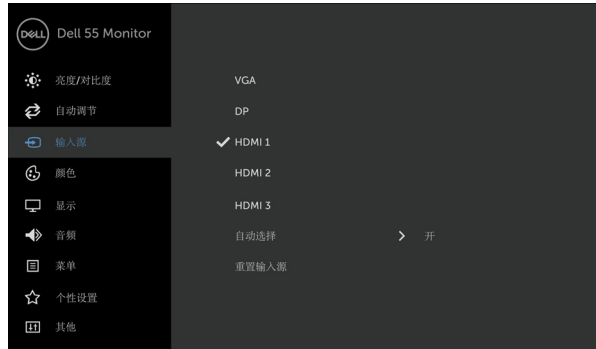 DELL Dell 55 Monitor
亮度/对比度
自动调节
输入源
颜色
显示
音频
菜单
个性设置
其他
VGA
DP
HDMI 1
HDMI 2
HDMI 3
自动选择 开
重置输入源